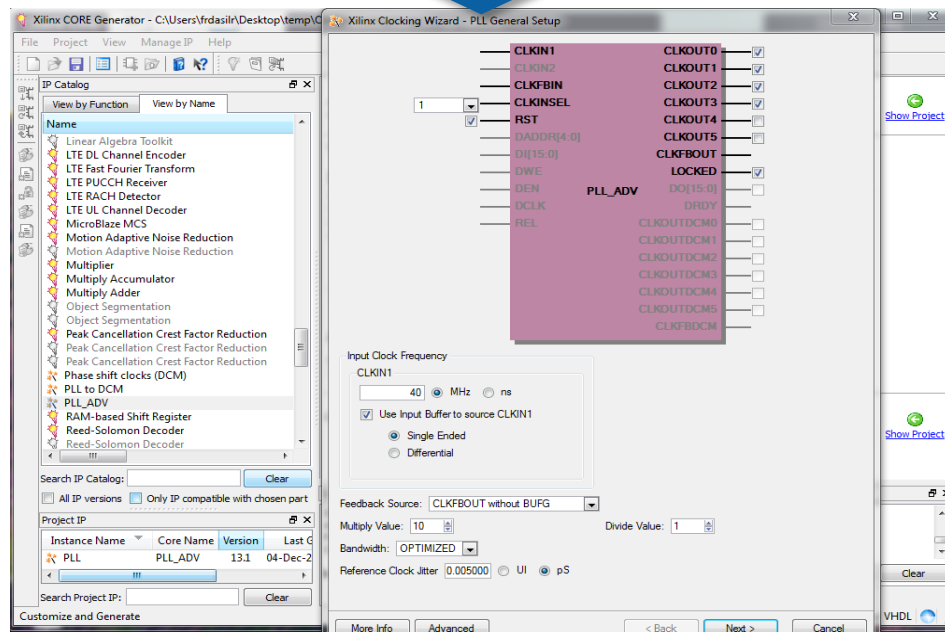 Xilinx CORE Generator - C:\Users\frdasilr\Desktop\temp\C
File Project View Manage IP Help
IP Catalog
View by Function View by Name
Name
Linear Algebra Toolkit
LTE DL Channel Encoder
LTE Fast Fourier Transform
LTE PUCCH Receiver
LTE RACH Detector
LTE UL Channel Decoder
MicroBlaze MCS
Motion Adaptive Noise Reduction
Motion Adaptive Noise Reduction
Multiplier
Multiply Accumulator
Multiply Adder
Object Segmentation
Object Segmentation
Peak Cancellation Crest Factor Reduction
Peak Cancellation Crest Factor Reduction
Peak Cancellation Crest Factor Reduction
Phase shift clocks (DCM)
PLL to DCM
PLL_ADV
RAM-based Shift Register
Reed-Solomon Decoder
Reed-Solomon Decoder
Search IP Catalog: Clear
All IP versions Only IP compatible with chosen part
Project IP
Instance Name Core Name Version Last G
PLL PLL_ADV 13.1 04-Dec-2
Search Project IP: Clear
Customize and Generate
Xilinx Clocking Wizard - PLL General Setup
CLKIN1 CLKOUT0
CLKIN2 CLKOUT1
CLKFBIN CLKOUT2
1 CLKINSEL CLKOUT3
RST CLKOUT4
DADDR[4:0] CLKOUT5
DI[15:0] CLKFBOUT
DWE LOCKED
DEN PLL_ADV DO[15:0]
DCLK DRDY
REL CLKOUTDCM0
CLKOUTDCM1
CLKOUTDCM2
CLKOUTDCM3
CLKOUTDCM4
CLKOUTDCM5
CLKFBDCM
Input Clock Frequency
CLKIN1
40 MHz ns
Use Input Buffer to source CLKIN1
Single Ended
Differential
Feedback Source: CLKFBOUT without BUFG
Multiply Value: 10 Divide Value: 1
Bandwidth: OPTIMIZED
Reference Clock Jitter 0.005000 UI pS
More Info Advanced < Back Next > Cancel
Show Project
Show Project
Clear
VHDL